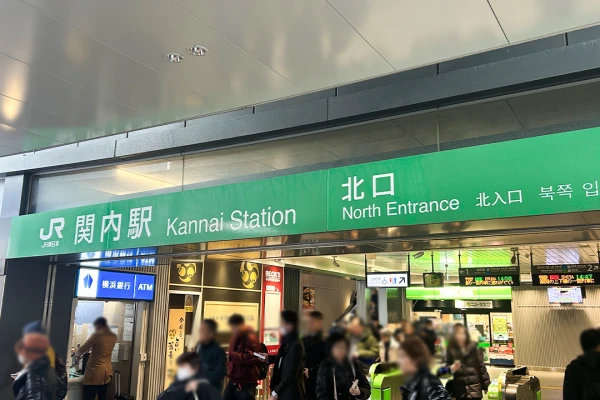 JR 関内駅 Kannai Station
JR東日本
北口
North Entrance 北入口 북쪽 입
横浜銀行 ATM
BECK'S